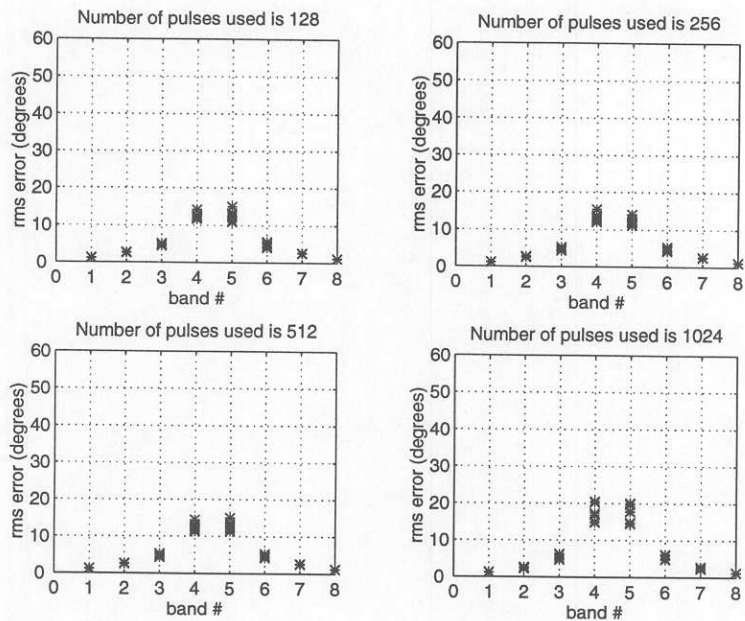 Number of pulses used is 128
60
50
40
30
20
10
0
rms error (degrees)
0 1 2 3 4 5 6 7 8
band #
Number of pulses used is 256
60
50
40
30
20
10
0
rms error (degrees)
0 1 2 3 4 5 6 7 8
band #
Number of pulses used is 512
60
50
40
30
20
10
0
rms error (degrees)
0 1 2 3 4 5 6 7 8
band #
Number of pulses used is 1024
60
50
40
30
20
10
0
rms error (degrees)
0 1 2 3 4 5 6 7 8
band #